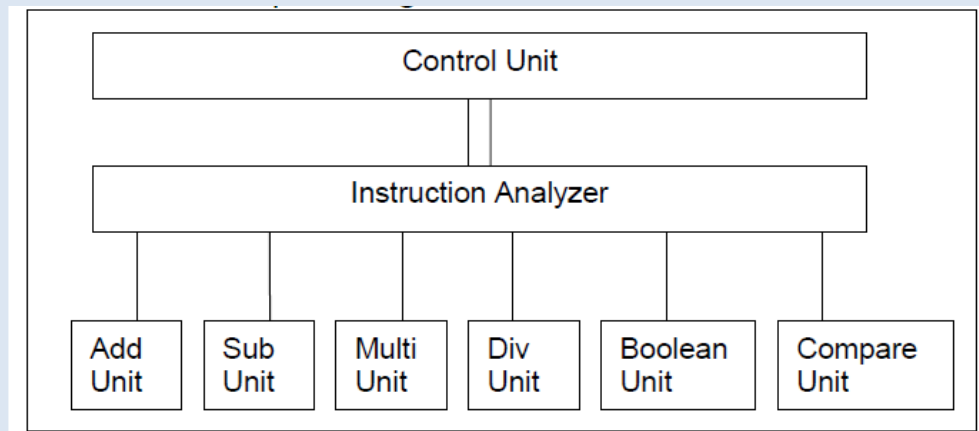 Control Unit
Instruction Analyzer
Add
Unit
Sub
Unit
Multi
Unit
Div
Unit
Boolean
Unit
Compare
Unit